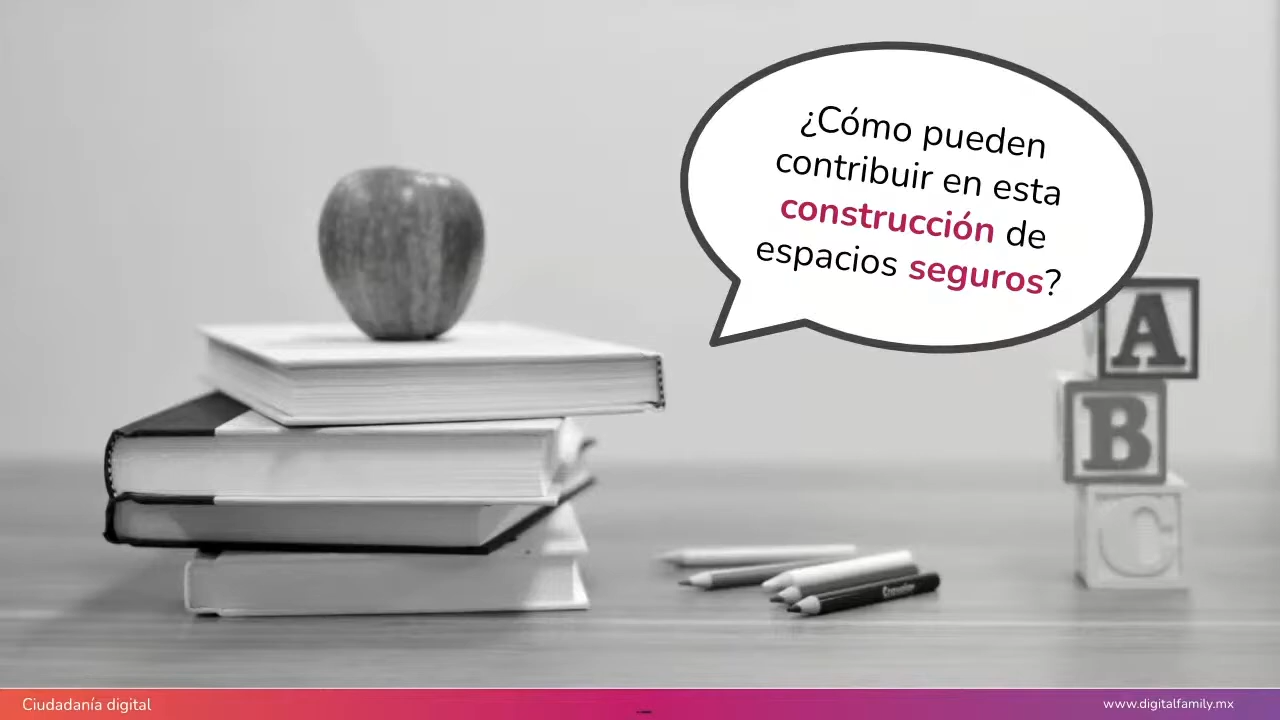 ¿Cómo pueden
contribuir en esta
construcción de
espacios seguros?
A
B
C
Ciudadanía digital
www.digitalfamily.mx